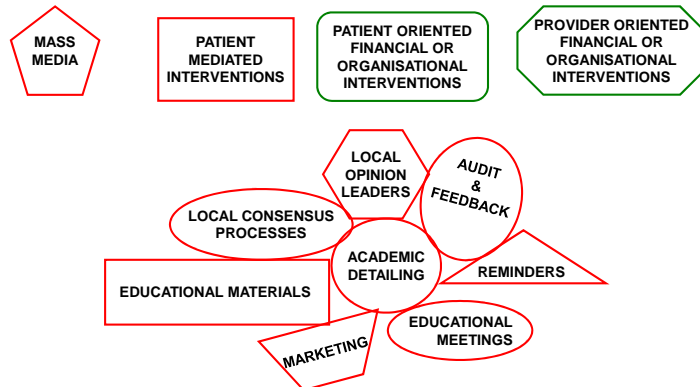 MASS
MEDIA
PATIENT
MEDIATED
INTERVENTIONS
PATIENT ORIENTED
FINANCIAL OR
ORGANISATIONAL
INTERVENTIONS
PROVIDER ORIENTED
FINANCIAL OR
ORGANISATIONAL
INTERVENTIONS
LOCAL
OPINION
LEADERS
AUDIT
&
FEEDBACK
LOCAL CONSENSUS
PROCESSES
ACADEMIC
DETAILING
REMINDERS
EDUCATIONAL MATERIALS
EDUCATIONAL
MEETINGS
MARKETING